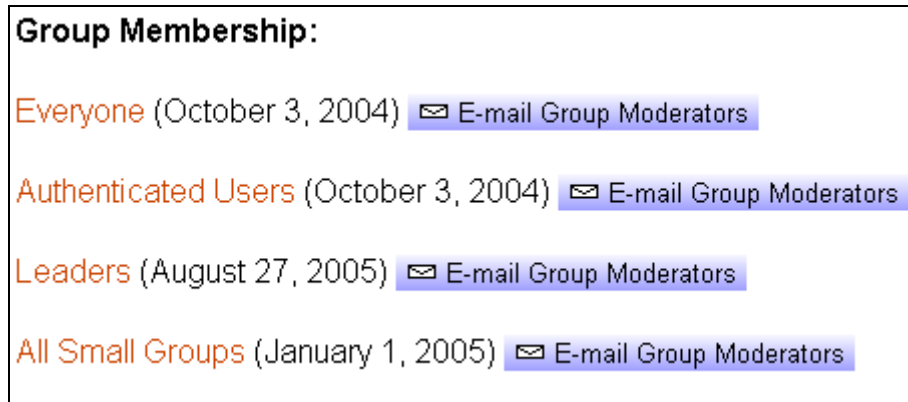 Group Membership:
Everyone (October 3, 2004) E-mail Group Moderators
Authenticated Users (October 3, 2004) E-mail Group Moderators
Leaders (August 27, 2005) E-mail Group Moderators
All Small Groups (January 1, 2005) E-mail Group Moderators